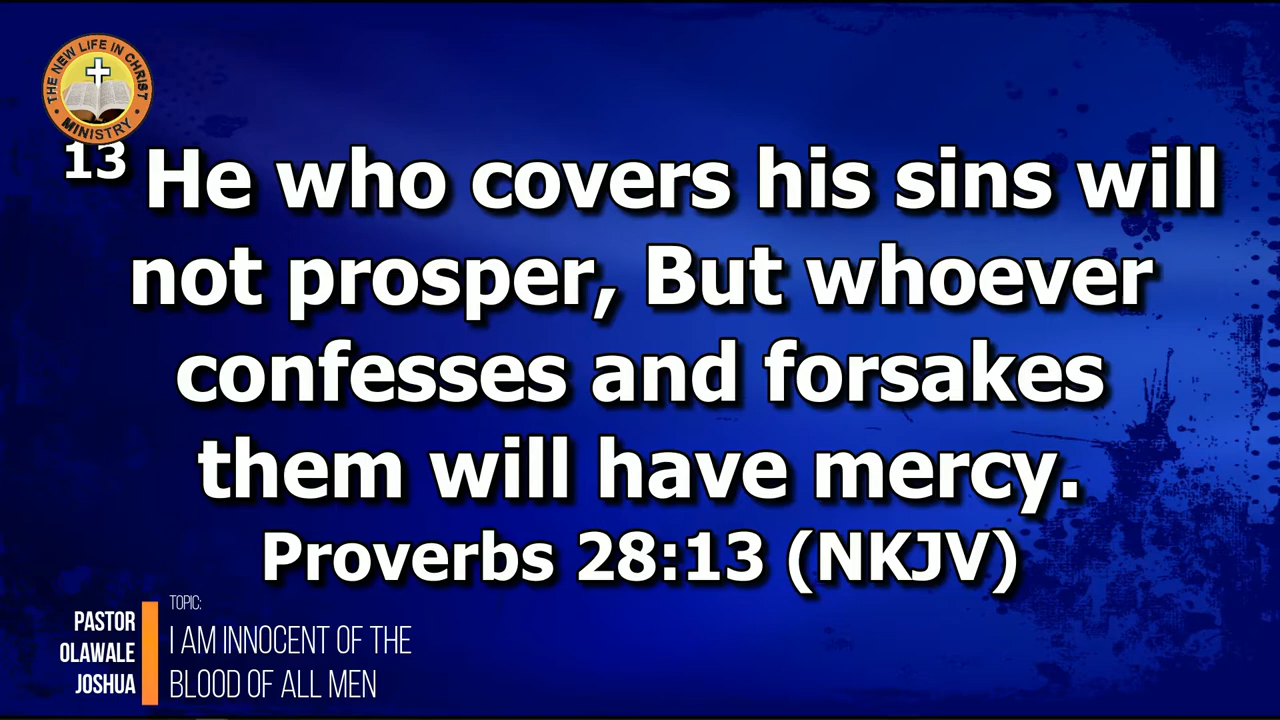 THE NEW LIFE IN CHRIST
MINISTRY
13 He who covers his sins will
not prosper, But whoever
confesses and forsakes
them will have mercy.
Proverbs 28:13 (NKJV)
PASTOR
OLAWALE
JOSHUA
TOPIC:
I AM INNOCENT OF THE
BLOOD OF ALL MEN